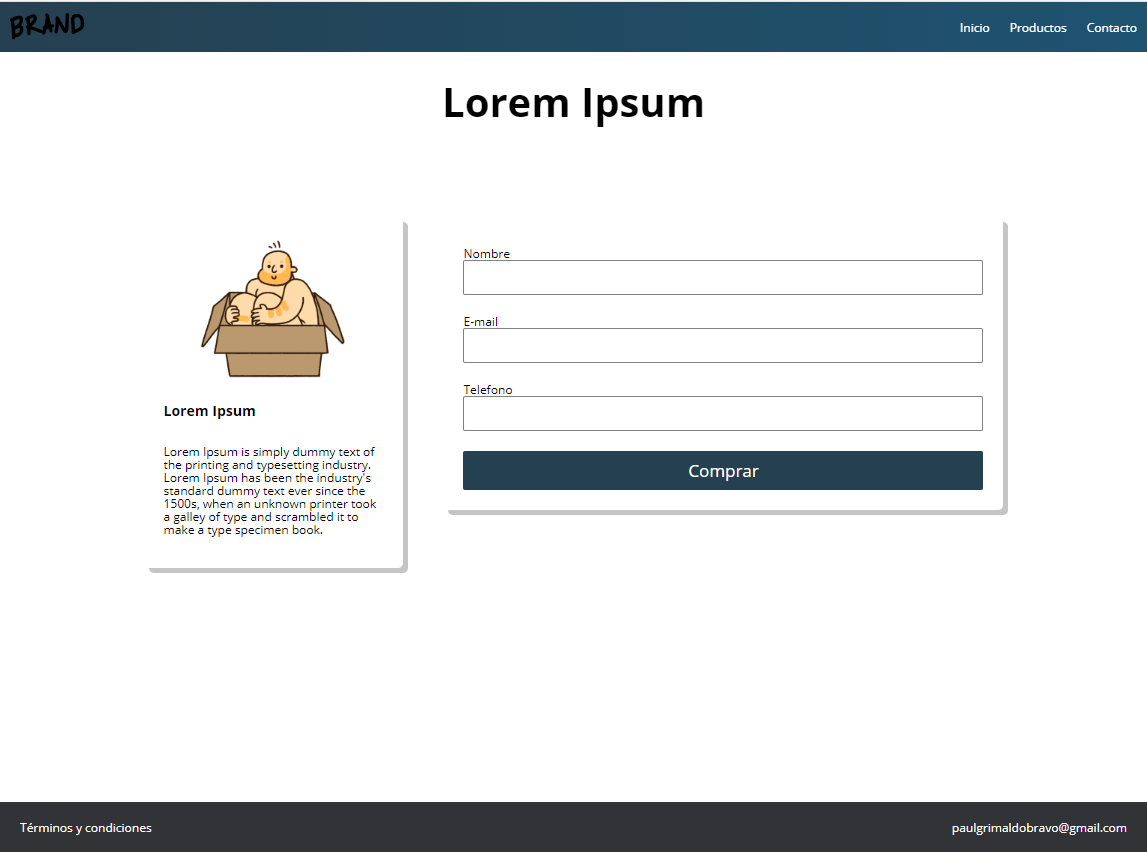 BRAND
Inicio Productos Contacto
Lorem Ipsum
Lorem Ipsum
Lorem Ipsum is simply dummy text of
the printing and typesetting industry.
Lorem Ipsum has been the industry's
standard dummy text ever since the
1500s, when an unknown printer took
a galley of type and scrambled it to
make a type specimen book.
Nombre
E-mail
Telefono
Comprar
Términos y condiciones
paulgrimaldobravo@gmail.com